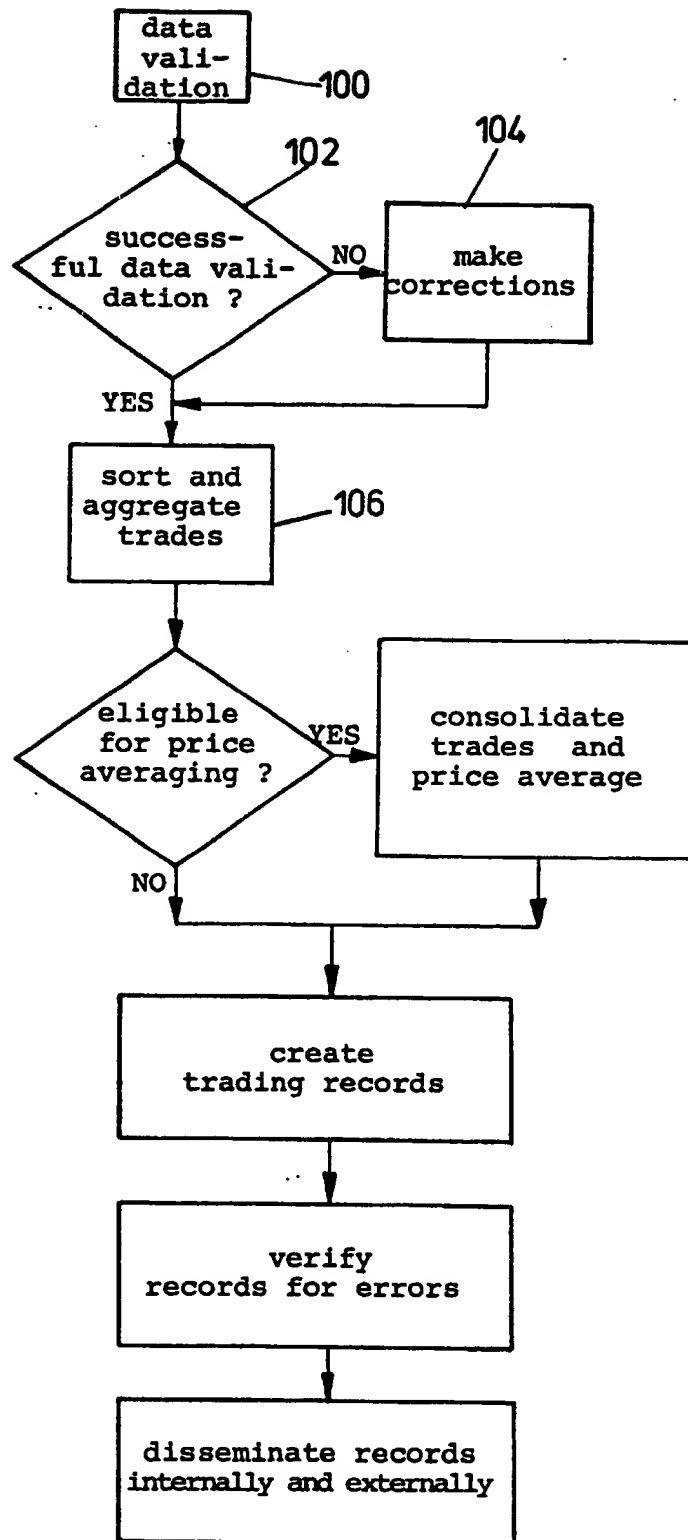 data
vali-
dation
100
102
success-
ful data vali-
dation ?
NO
104
make
corrections
YES
sort and
aggregate
trades
106
eligible
for price
averaging ?
YES
consolidate
trades and
price average
NO
create
trading records
verify
records for errors
disseminate records
internally and externally